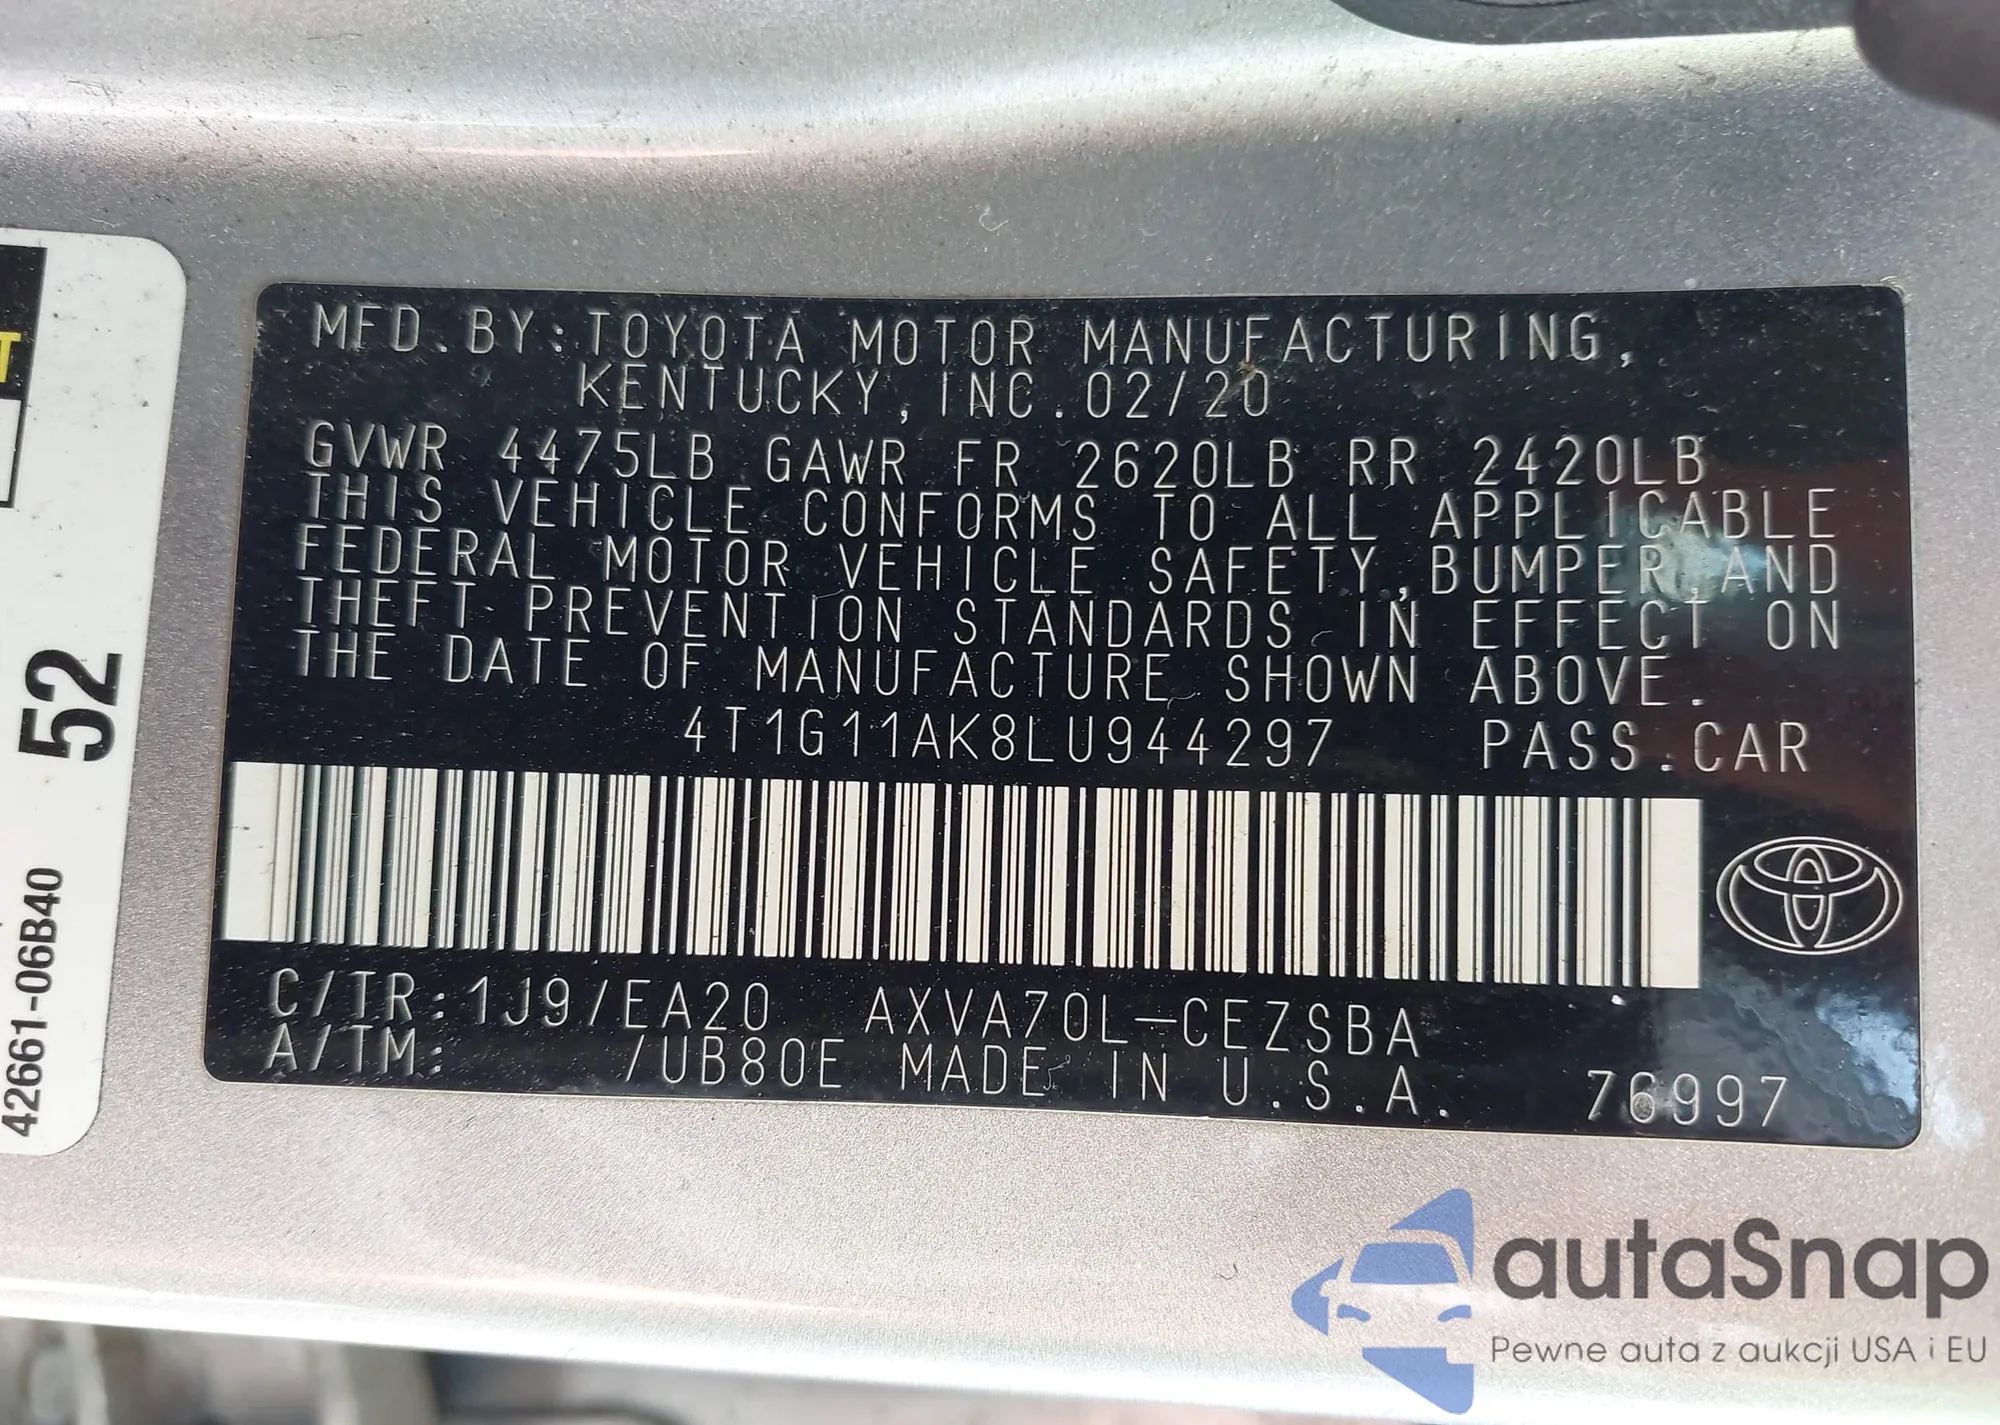 MFD.BY:TOYOTA MOTOR MANUFACTURING,
KENTUCKY,INC.02/20
GVWR 4475LB GAWR FR 2620LB RR 2420LB
THIS VEHICLE CONFORMS TO ALL APPLICABLE
FEDERAL MOTOR VEHICLE SAFETY,BUMPER,AND
THEFT PREVENTION STANDARDS IN EFFECT ON
THE DATE OF MANUFACTURE SHOWN ABOVE.
4T1G11AK8LU944297 PASS.CAR
C/TR:1J9/EA20 AXVA70L-CEZSBA
A/TM: /UB80E MADE IN U.S.A. 76997
T
52
42661-06B40
autaSnap
Pewne auta z aukcji USA i EU